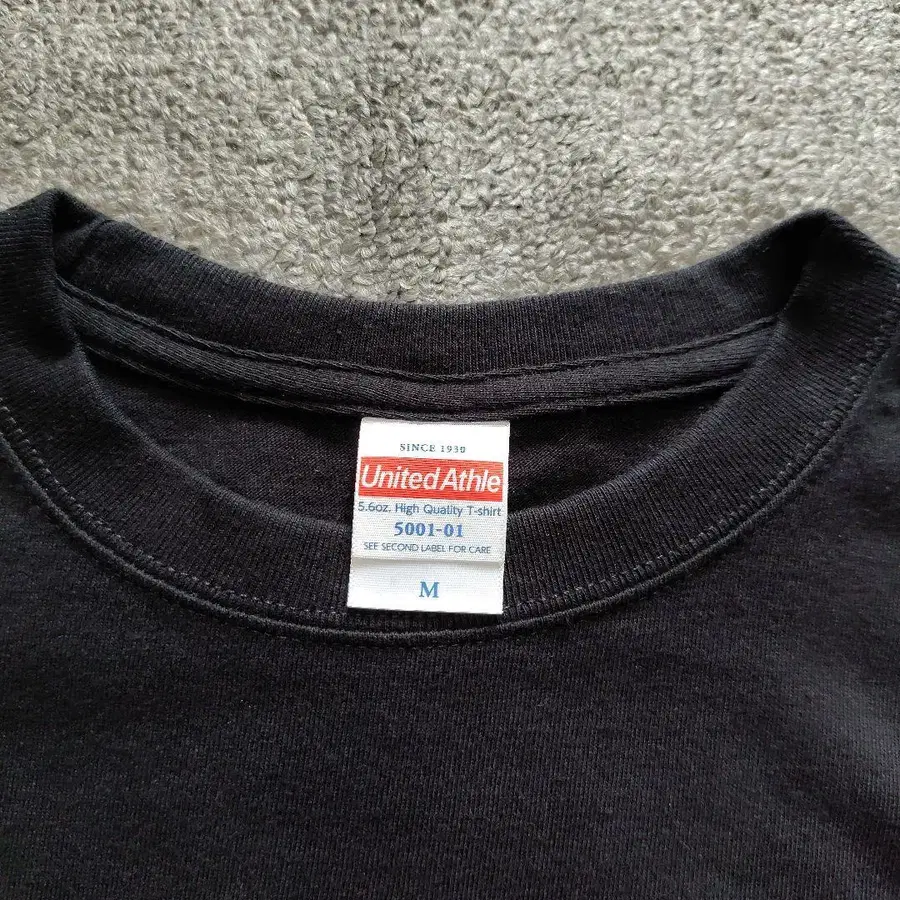 SINCE 1930
United Athle
5.6oz. High Quality T-shirt
5001-01
SEE SECOND LABEL FOR CARE
M